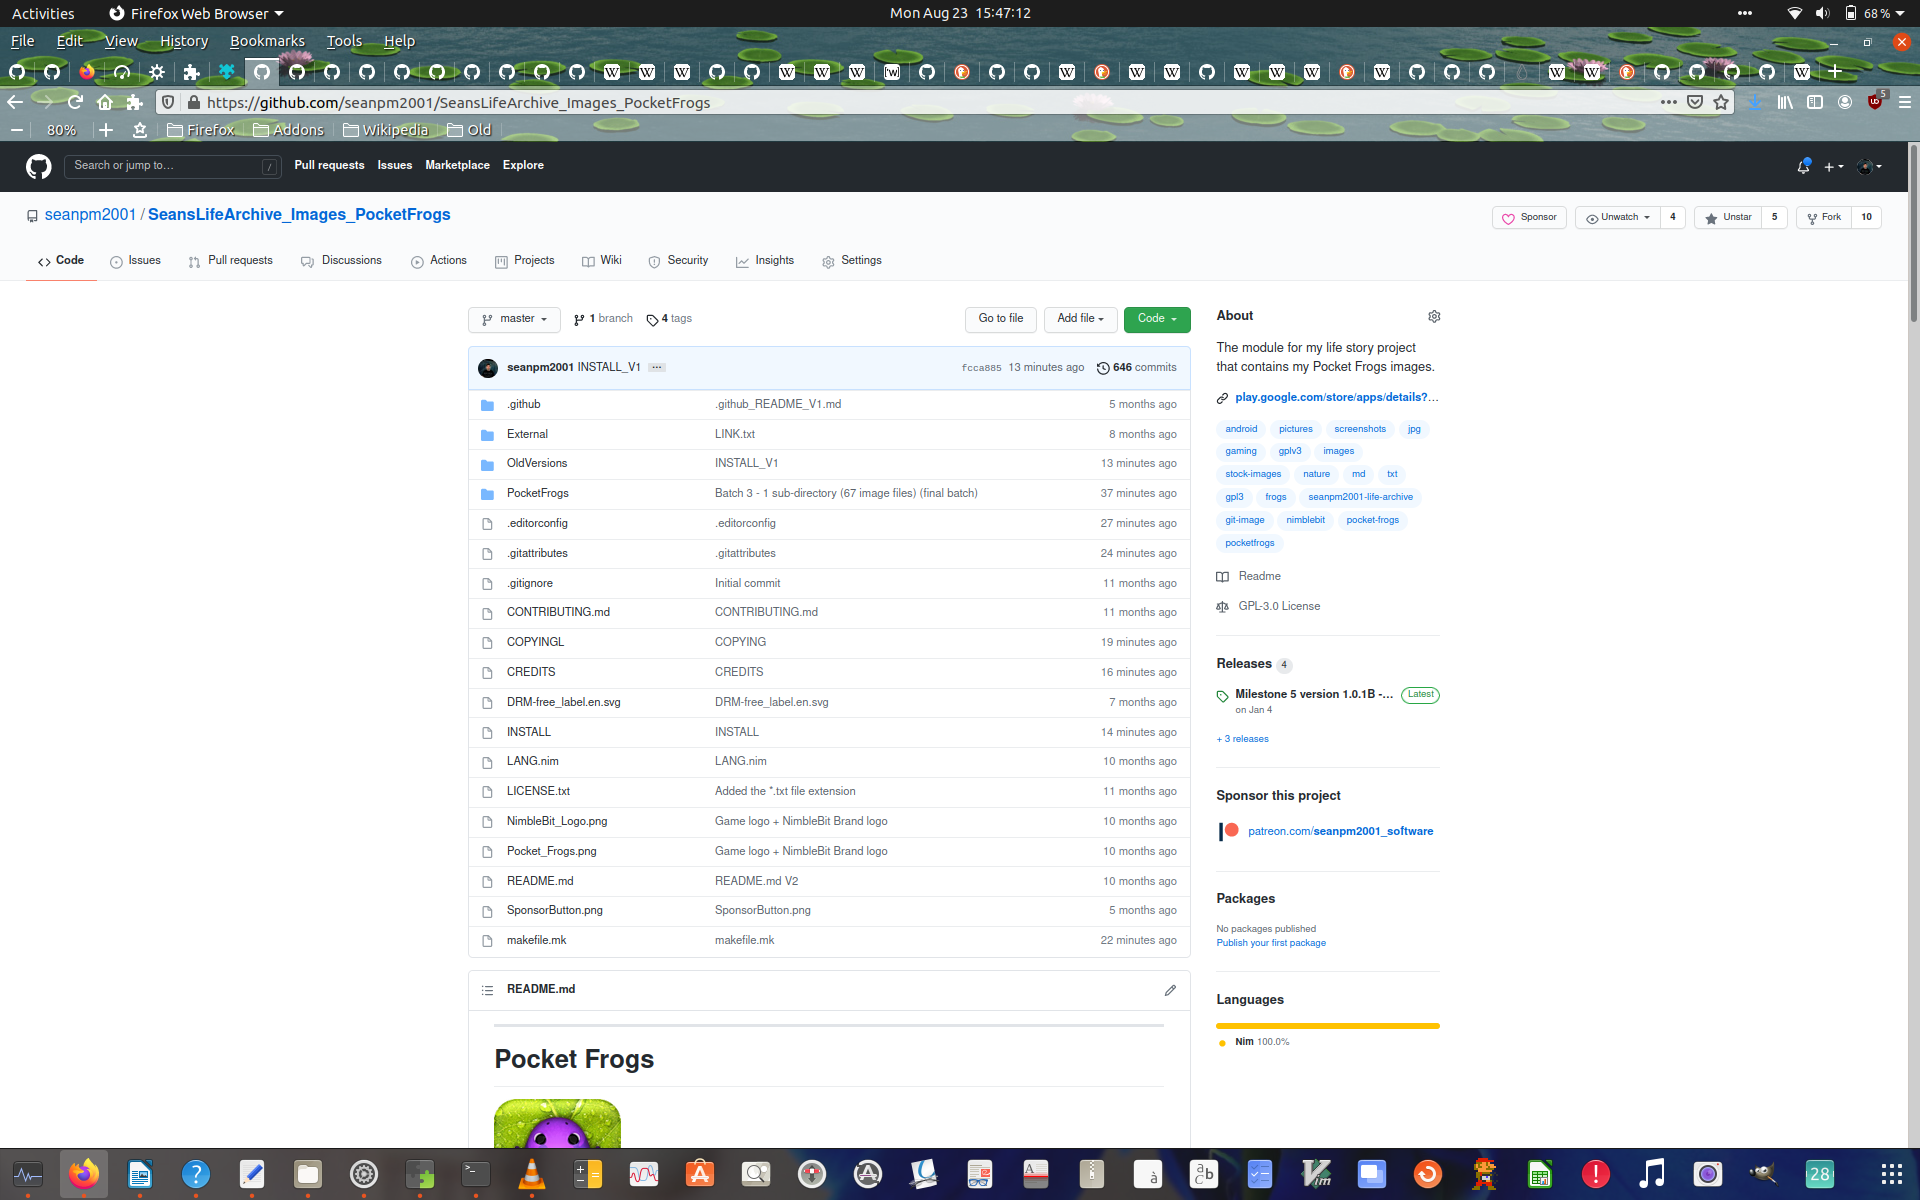 Activities
Firefox Web Browser
Mon Aug 23 15:47:12
68 %
File Edit View History Bookmarks Tools Help
https://github.com/seanpm2001/SeansLifeArchive_Images_PocketFrogs
5
80%
Firefox
Addons
Wikipedia
Old
Search or jump to…
/
Pull requests Issues Marketplace Explore
seanpm2001 / SeansLifeArchive_Images_PocketFrogs
Sponsor
Unwatch 4
Unstar 5
Fork 10
Code
Issues
Pull requests
Discussions
Actions
Projects
Wiki
Security
Insights
Settings
master
1 branch
4 tags
Go to file
Add file
Code
seanpm2001 INSTALL_V1 ...
fcca885 13 minutes ago
646 commits
.github .github_README_V1.md 5 months ago
External LINK.txt 8 months ago
OldVersions INSTALL_V1 13 minutes ago
PocketFrogs Batch 3 - 1 sub-directory (67 image files) (final batch) 37 minutes ago
.editorconfig .editorconfig 27 minutes ago
.gitattributes .gitattributes 24 minutes ago
.gitignore Initial commit 11 months ago
CONTRIBUTING.md CONTRIBUTING.md 11 months ago
COPYINGL COPYING 19 minutes ago
CREDITS CREDITS 16 minutes ago
DRM-free_label.en.svg DRM-free_label.en.svg 7 months ago
INSTALL INSTALL 14 minutes ago
LANG.nim LANG.nim 10 months ago
LICENSE.txt Added the *.txt file extension 11 months ago
NimbleBit_Logo.png Game logo + NimbleBit Brand logo 10 months ago
Pocket_Frogs.png Game logo + NimbleBit Brand logo 10 months ago
README.md README.md V2 10 months ago
SponsorButton.png SponsorButton.png 5 months ago
makefile.mk makefile.mk 22 minutes ago
README.md
Pocket Frogs
About
The module for my life story project
that contains my Pocket Frogs images.
play.google.com/store/apps/details?...
android pictures screenshots jpg
gaming gplv3 images
stock-images nature md txt
gpl3 frogs seanpm2001-life-archive
git-image nimblebit pocket-frogs
pocketfrogs
Readme
GPL-3.0 License
Releases 4
Milestone 5 version 1.0.1B -... Latest
on Jan 4
+ 3 releases
Sponsor this project
patreon.com/seanpm2001_software
Packages
No packages published
Publish your first package
Languages
Nim 100.0%
28